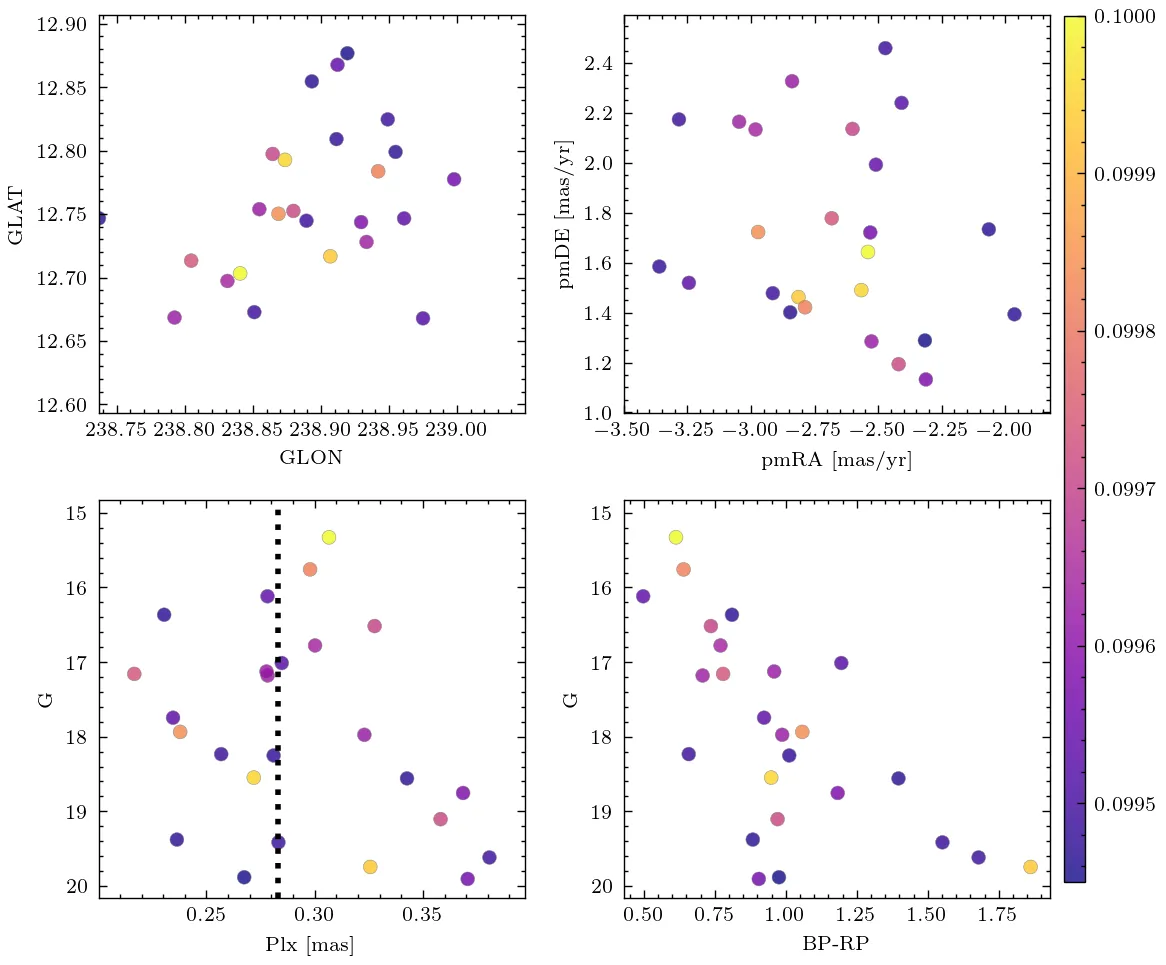 12.90
12.85
12.80
12.75
12.70
12.65
12.60
GLAT
238.75 238.80 238.85 238.90 238.95 239.00
GLON
2.4
2.2
2.0
1.8
1.6
1.4
1.2
1.0
pmDE [mas/yr]
−3.50 −3.25 −3.00 −2.75 −2.50 −2.25 −2.00
pmRA [mas/yr]
0.1000
0.0999
0.0998
0.0997
0.0996
0.0995
15
16
17
18
19
20
G
0.25 0.30 0.35
Plx [mas]
15
16
17
18
19
20
G
0.50 0.75 1.00 1.25 1.50 1.75
BP-RP